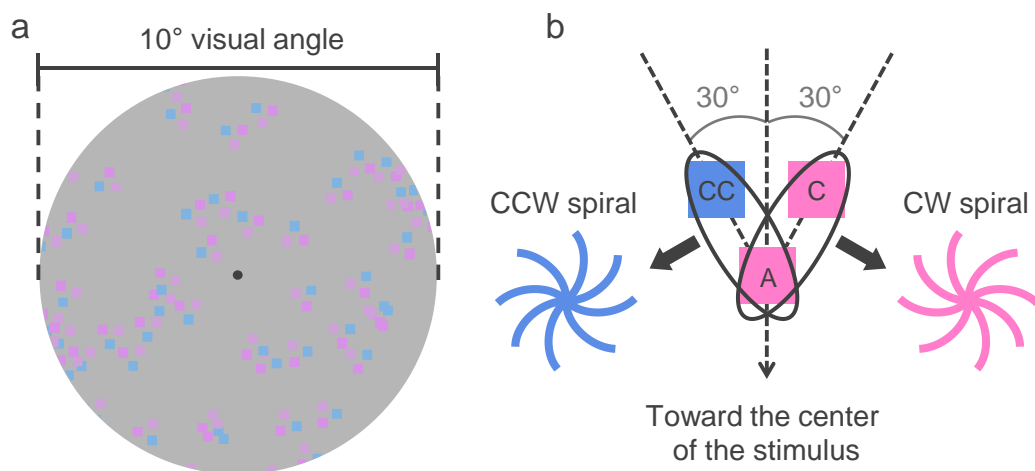 a
10° visual angle
b
30°
30°
CC
C
A
CCW spiral
CW spiral
Toward the center
of the stimulus